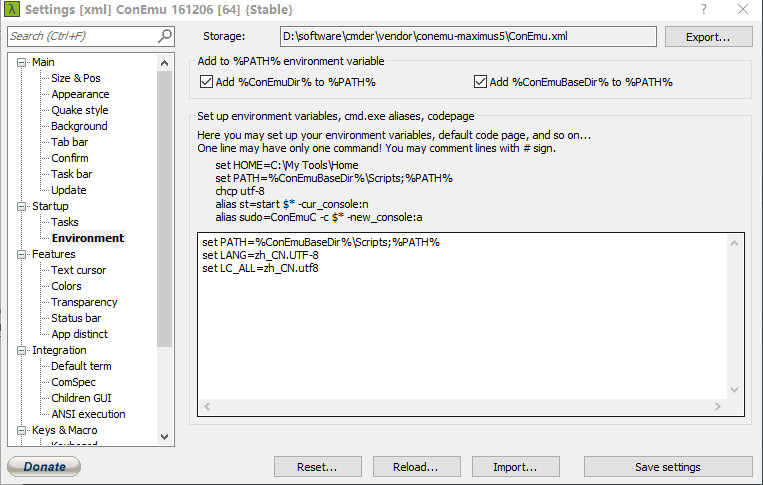 λ Settings [xml] ConEmu 161206 [64] {Stable} ?
Search (Ctrl+F)
Storage: D:\software\cmder\vendor\conemu-maximus5\ConEmu.xml Export...
Main
Size & Pos
Appearance
Quake style
Background
Tab bar
Confirm
Task bar
Update
Startup
Tasks
Environment
Features
Text cursor
Colors
Transparency
Status bar
App distinct
Integration
Default term
ComSpec
Children GUI
ANSI execution
Keys & Macro
Add to %PATH% environment variable
Add %ConEmuDir% to %PATH% Add %ConEmuBaseDir% to %PATH%
Set up environment variables, cmd.exe aliases, codepage
Here you may set up your environment variables, default code page, and so on...
One line may have only one command! You may comment lines with # sign.
set HOME=C:\My Tools\Home
set PATH=%ConEmuBaseDir%\Scripts;%PATH%
chcp utf-8
alias st=start $* -cur_console:n
alias sudo=ConEmuC -c $* -new_console:a
set PATH=%ConEmuBaseDir%\Scripts;%PATH%
set LANG=zh_CN.UTF-8
set LC_ALL=zh_CN.utf8
Donate Reset... Reload... Import... Save settings